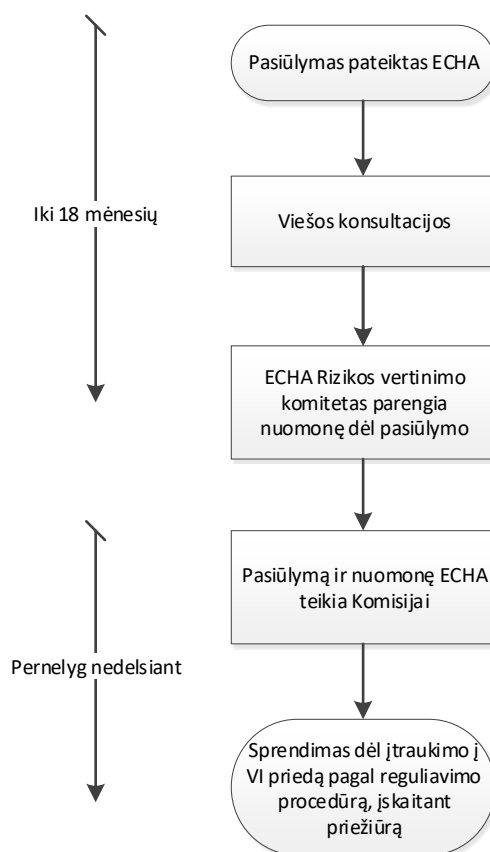 Pasiūlymas pateiktas ECHA
Iki 18 mėnesių
Viešos konsultacijos
ECHA Rizikos vertinimo
komitetas parengia
nuomonę dėl pasiūlymo
Pasiūlymą ir nuomonę ECHA
teikia Komisijai
Pernelyg nedelsiant
Sprendimas dėl įtraukimo į
VI priedą pagal reguliavimo
procedūrą, įskaitant
priežiūrą